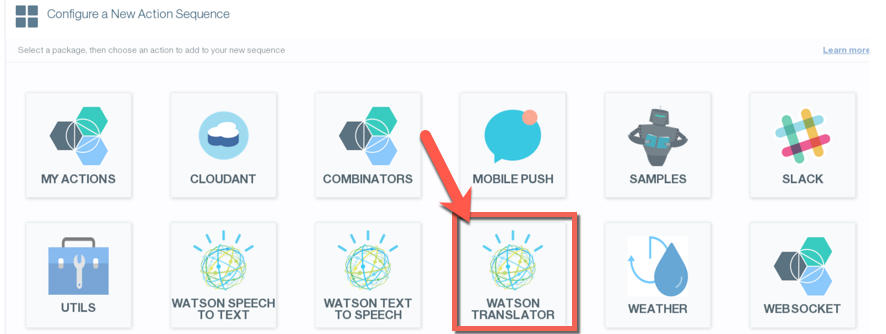 Configure a New Action Sequence
Select a package, then choose an action to add to your new sequence
Learn more
MY ACTIONS
CLOUDANT
COMBINATORS
MOBILE PUSH
SAMPLES
SLACK
UTILS
WATSON SPEECH
TO TEXT
WATSON TEXT
TO SPEECH
WATSON
TRANSLATOR
WEATHER
WEBSOCKET